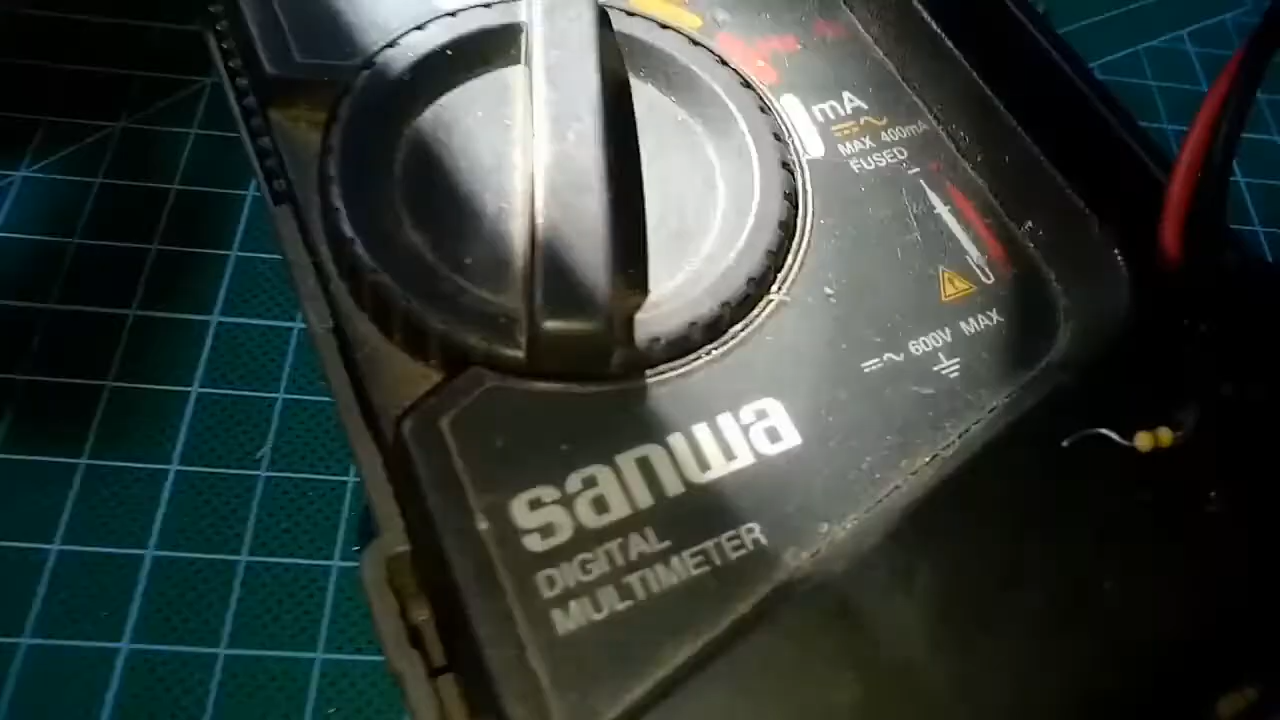 mA
MAX 400mA
FUSED
600V MAX
sanwa
DIGITAL
MULTIMETER